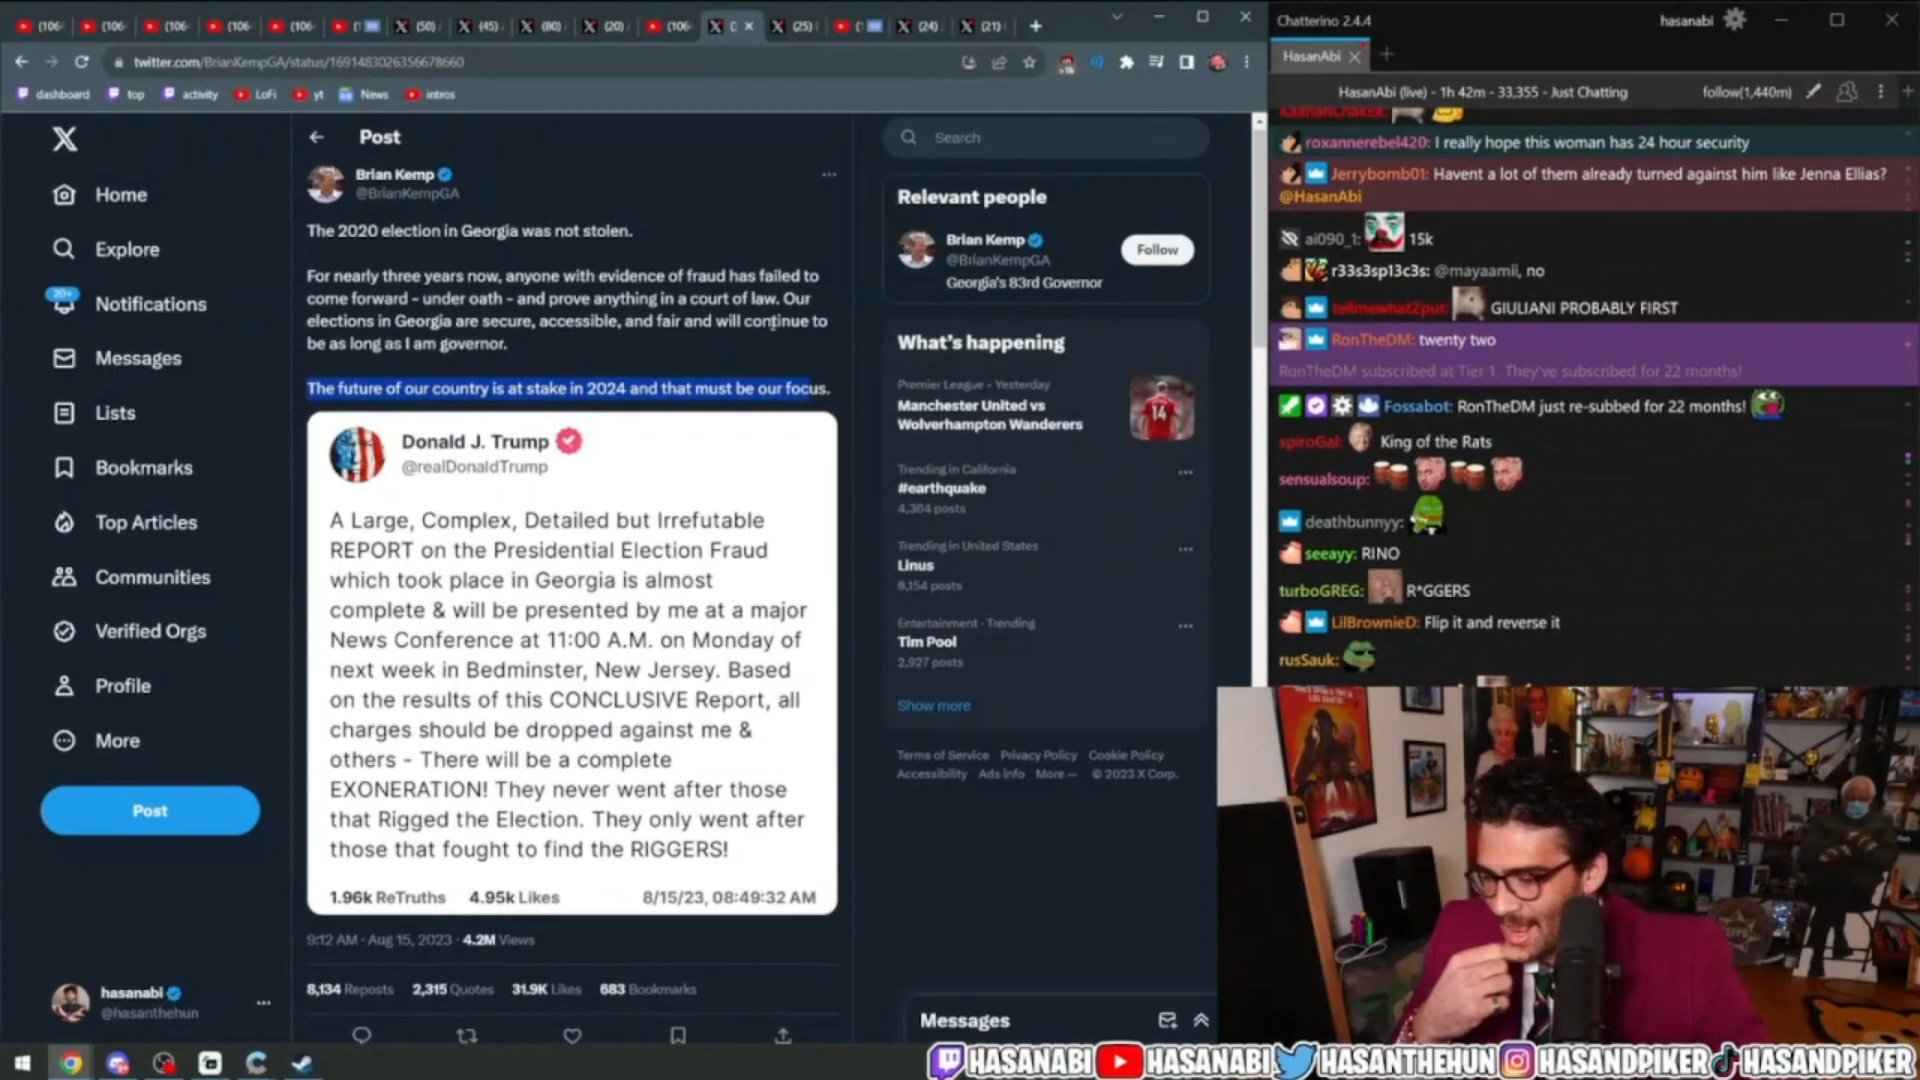 (106
(106
(106
(106
(106
(1
(50)
(45)
(80)
(20)
(106
(25)
(24)
(21)
twitter.com/BrianKempGA/status/1691483026356678660
dashboard
top
activity
LoFi
yt
News
intros
Home
Explore
20+
Notifications
Messages
Lists
Bookmarks
Top Articles
Communities
Verified Orgs
Profile
More
Post
hasanabi
@hasanthehun
Post
Brian Kemp
@BrianKempGA
The 2020 election in Georgia was not stolen.
For nearly three years now, anyone with evidence of fraud has failed to
come forward - under oath - and prove anything in a court of law. Our
elections in Georgia are secure, accessible, and fair and will continue to
be as long as I am governor.
The future of our country is at stake in 2024 and that must be our focus.
Donald J. Trump
@realDonaldTrump
A Large, Complex, Detailed but Irrefutable
REPORT on the Presidential Election Fraud
which took place in Georgia is almost
complete & will be presented by me at a major
News Conference at 11:00 A.M. on Monday of
next week in Bedminster, New Jersey. Based
on the results of this CONCLUSIVE Report, all
charges should be dropped against me &
others - There will be a complete
EXONERATION! They never went after those
that Rigged the Election. They only went after
those that fought to find the RIGGERS!
1.96k ReTruths 4.95k Likes 8/15/23, 08:49:32 AM
9:12 AM · Aug 15, 2023 · 4.2M Views
8,134 Reposts 2,315 Quotes 31.9K Likes 683 Bookmarks
Search
Relevant people
Brian Kemp
@BrianKempGA
Georgia's 83rd Governor
Follow
What's happening
Premier League · Yesterday
Manchester United vs
Wolverhampton Wanderers
14
Trending in California
#earthquake
4,364 posts
Trending in United States
Linus
8,154 posts
Entertainment · Trending
Tim Pool
2,927 posts
Show more
Terms of Service Privacy Policy Cookie Policy
Accessibility Ads info More ··· © 2023 X Corp.
Messages
Chatterino 2.4.4
hasanabi
HasanAbi
HasanAbi (live) - 1h 42m - 33,355 - Just Chatting
follow(1,440m)
roxannerebel420: I really hope this woman has 24 hour security
Jerrybomb01: Havent a lot of them already turned against him like Jenna Ellias?
@HasanAbi
ai090_1: 15k
r33s3sp13c3s: @mayaamii, no
tellmewhat2put: GIULIANI PROBABLY FIRST
RonTheDM: twenty two
RonTheDM subscribed at Tier 1. They've subscribed for 22 months!
Fossabot: RonTheDM just re-subbed for 22 months!
spiroGal: King of the Rats
sensualsoup:
deathbunnyy:
seeayy: RINO
turboGREG: R*GGERS
LilBrownieD: Flip it and reverse it
rusSauk:
HASANABI HASANABI HASANTHEHUN HASANDPIKER HASANDPIKER